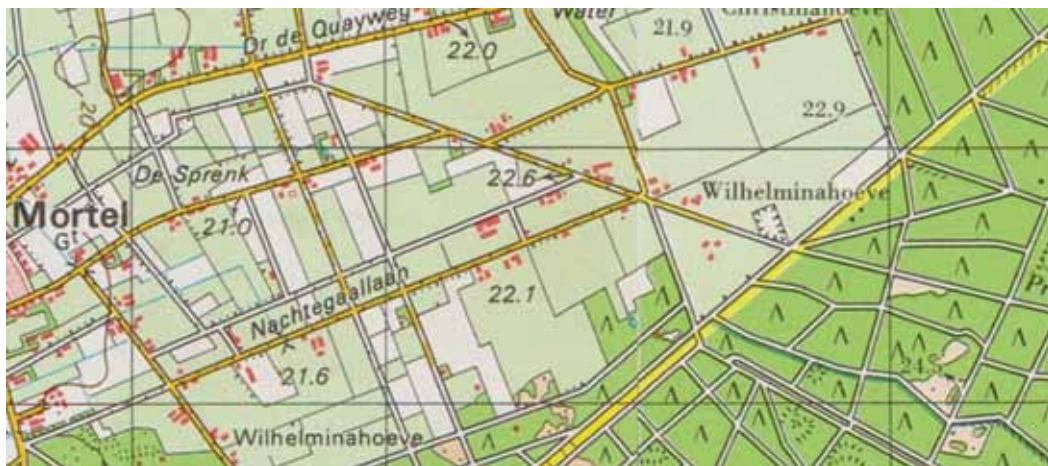 Water
Christinahoeve
Dr de Quayweg
22.0
21.9
20
22.9
De Sprenk
22.6
Wilhelminahoeve
Mortel
Gt
21.0
Nachtegaallaan
22.1
21.6
24.5
Wilhelminahoeve